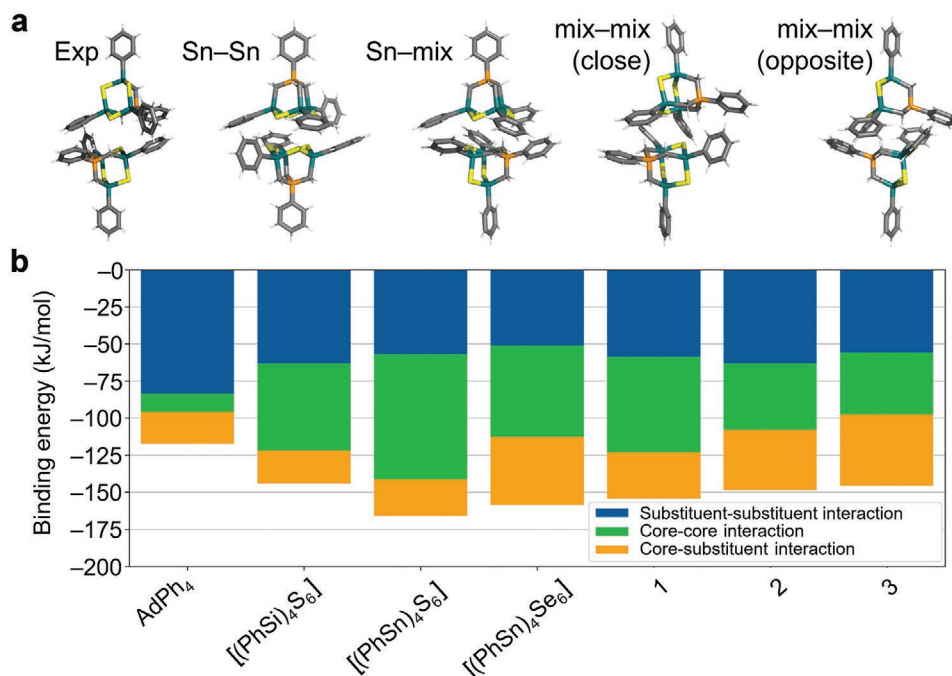 a
Exp
Sn–Sn
Sn–mix
mix–mix
(close)
mix–mix
(opposite)
b
Binding energy (kJ/mol)
–0
–25
–50
–75
–100
–125
–150
–175
–200
Substituent-substituent interaction
Core-core interaction
Core-substituent interaction
AdPh₄
[(PhSi)₄S₆]
[(PhSn)₄S₆]
[(PhSn)₄Se₆]
1
2
3